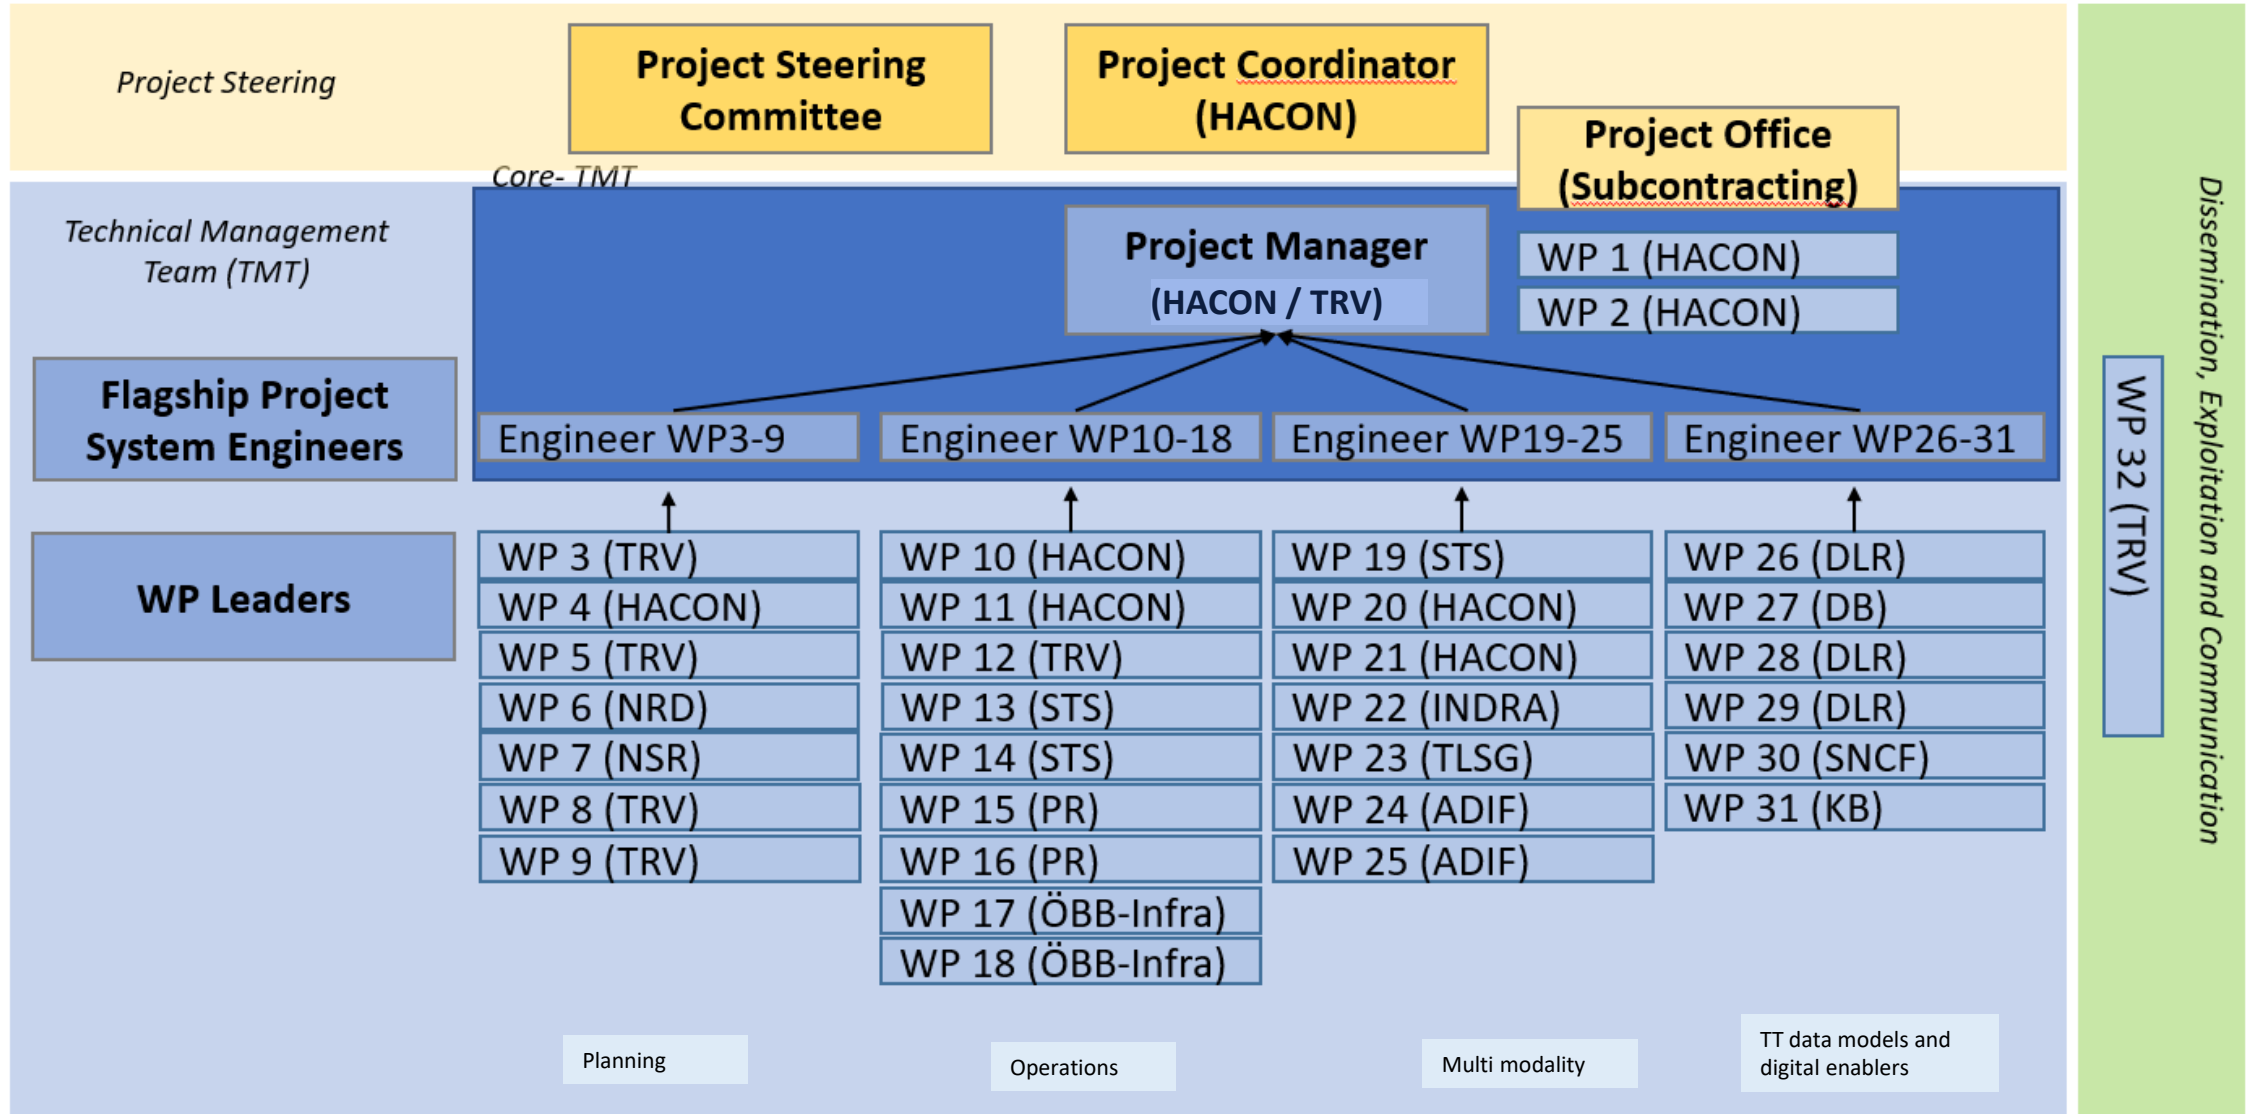 Project Steering
Project Steering
Committee
Project Coordinator
(HACON)
Project Office
(Subcontracting)
Core- TMT
Technical Management
Team (TMT)
Project Manager
(HACON / TRV)
WP 1 (HACON)
WP 2 (HACON)
Flagship Project
System Engineers
Engineer WP3-9
Engineer WP10-18
Engineer WP19-25
Engineer WP26-31
WP Leaders
WP 3 (TRV)
WP 4 (HACON)
WP 5 (TRV)
WP 6 (NRD)
WP 7 (NSR)
WP 8 (TRV)
WP 9 (TRV)
WP 10 (HACON)
WP 11 (HACON)
WP 12 (TRV)
WP 13 (STS)
WP 14 (STS)
WP 15 (PR)
WP 16 (PR)
WP 17 (ÖBB-Infra)
WP 18 (ÖBB-Infra)
WP 19 (STS)
WP 20 (HACON)
WP 21 (HACON)
WP 22 (INDRA)
WP 23 (TLSG)
WP 24 (ADIF)
WP 25 (ADIF)
WP 26 (DLR)
WP 27 (DB)
WP 28 (DLR)
WP 29 (DLR)
WP 30 (SNCF)
WP 31 (KB)
Planning
Operations
Multi modality
TT data models and
digital enablers
WP 32 (TRV)
Dissemination, Exploitation and Communication